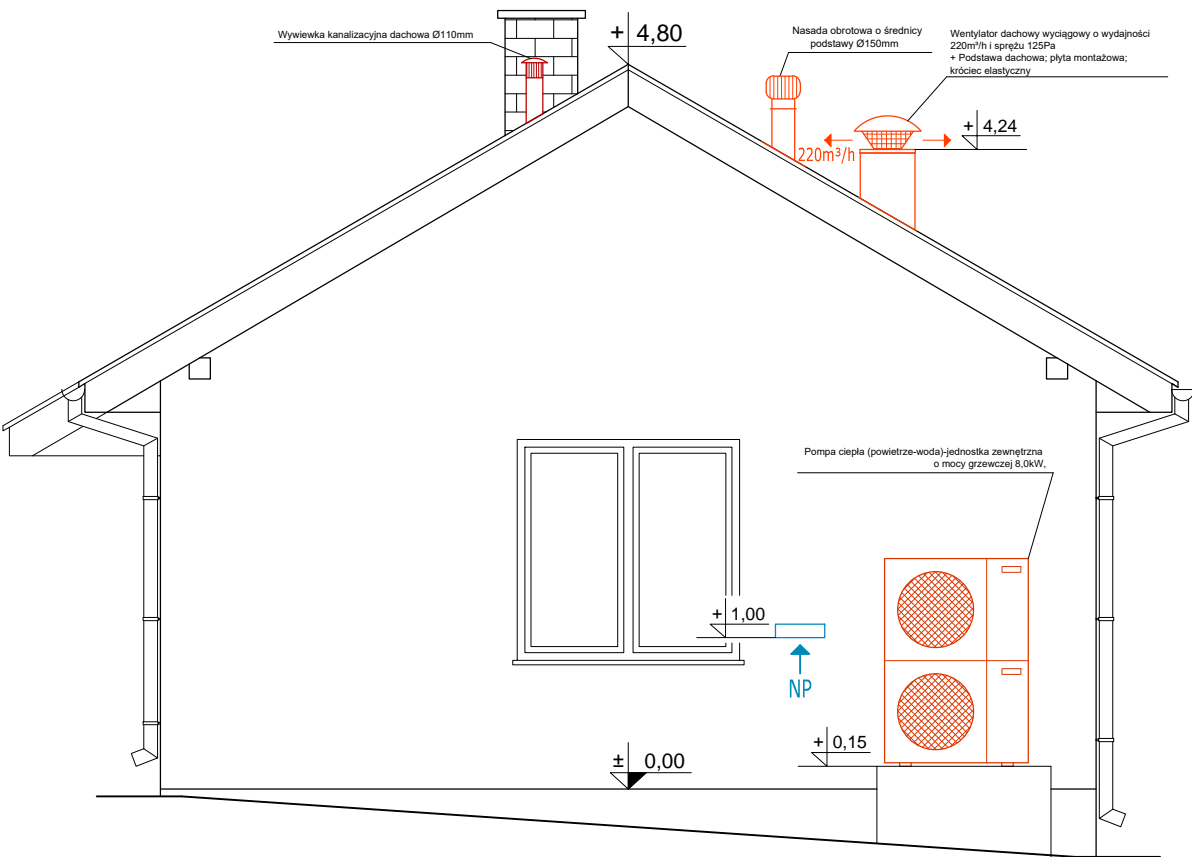 Wywiewka kanalizacyjna dachowa Ø110mm
+ 4,80
Nasada obrotowa o średnicy
podstawy Ø150mm
Wentylator dachowy wyciągowy o wydajności
220m³/h i sprężu 125Pa
+ Podstawa dachowa; płyta montażowa;
króciec elastyczny
+ 4,24
220m³/h
Pompa ciepła (powietrze-woda)-jednostka zewnętrzna
o mocy grzewczej 8,0kW,
+ 1,00
NP
+ 0,15
± 0,00